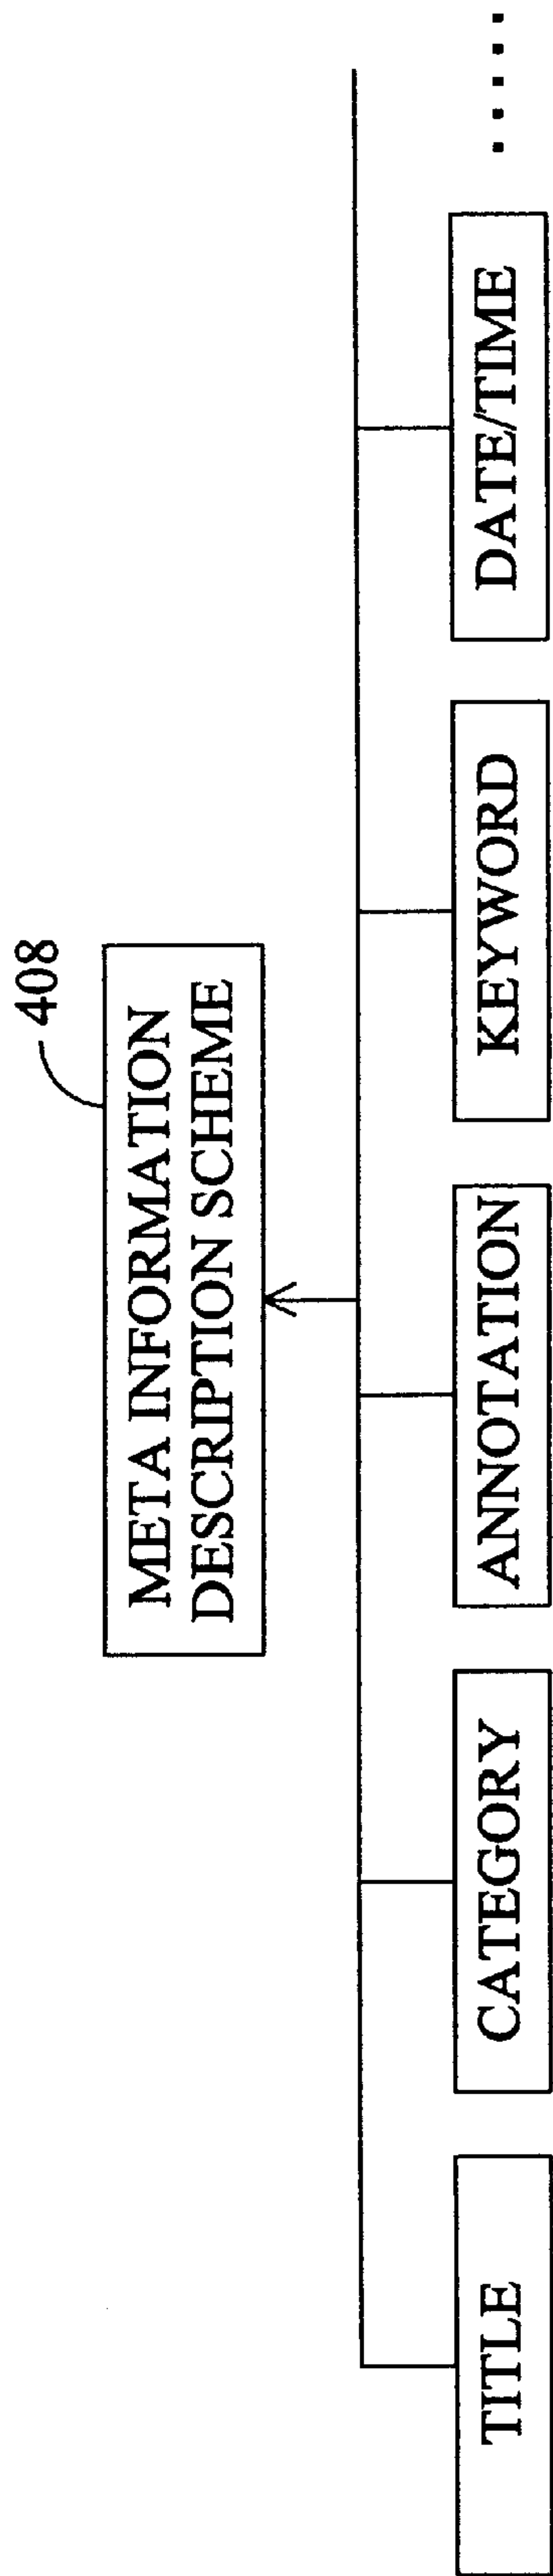 408
META INFORMATION
DESCRIPTION SCHEME
TITLE
CATEGORY
ANNOTATION
KEYWORD
DATE/TIME
.....